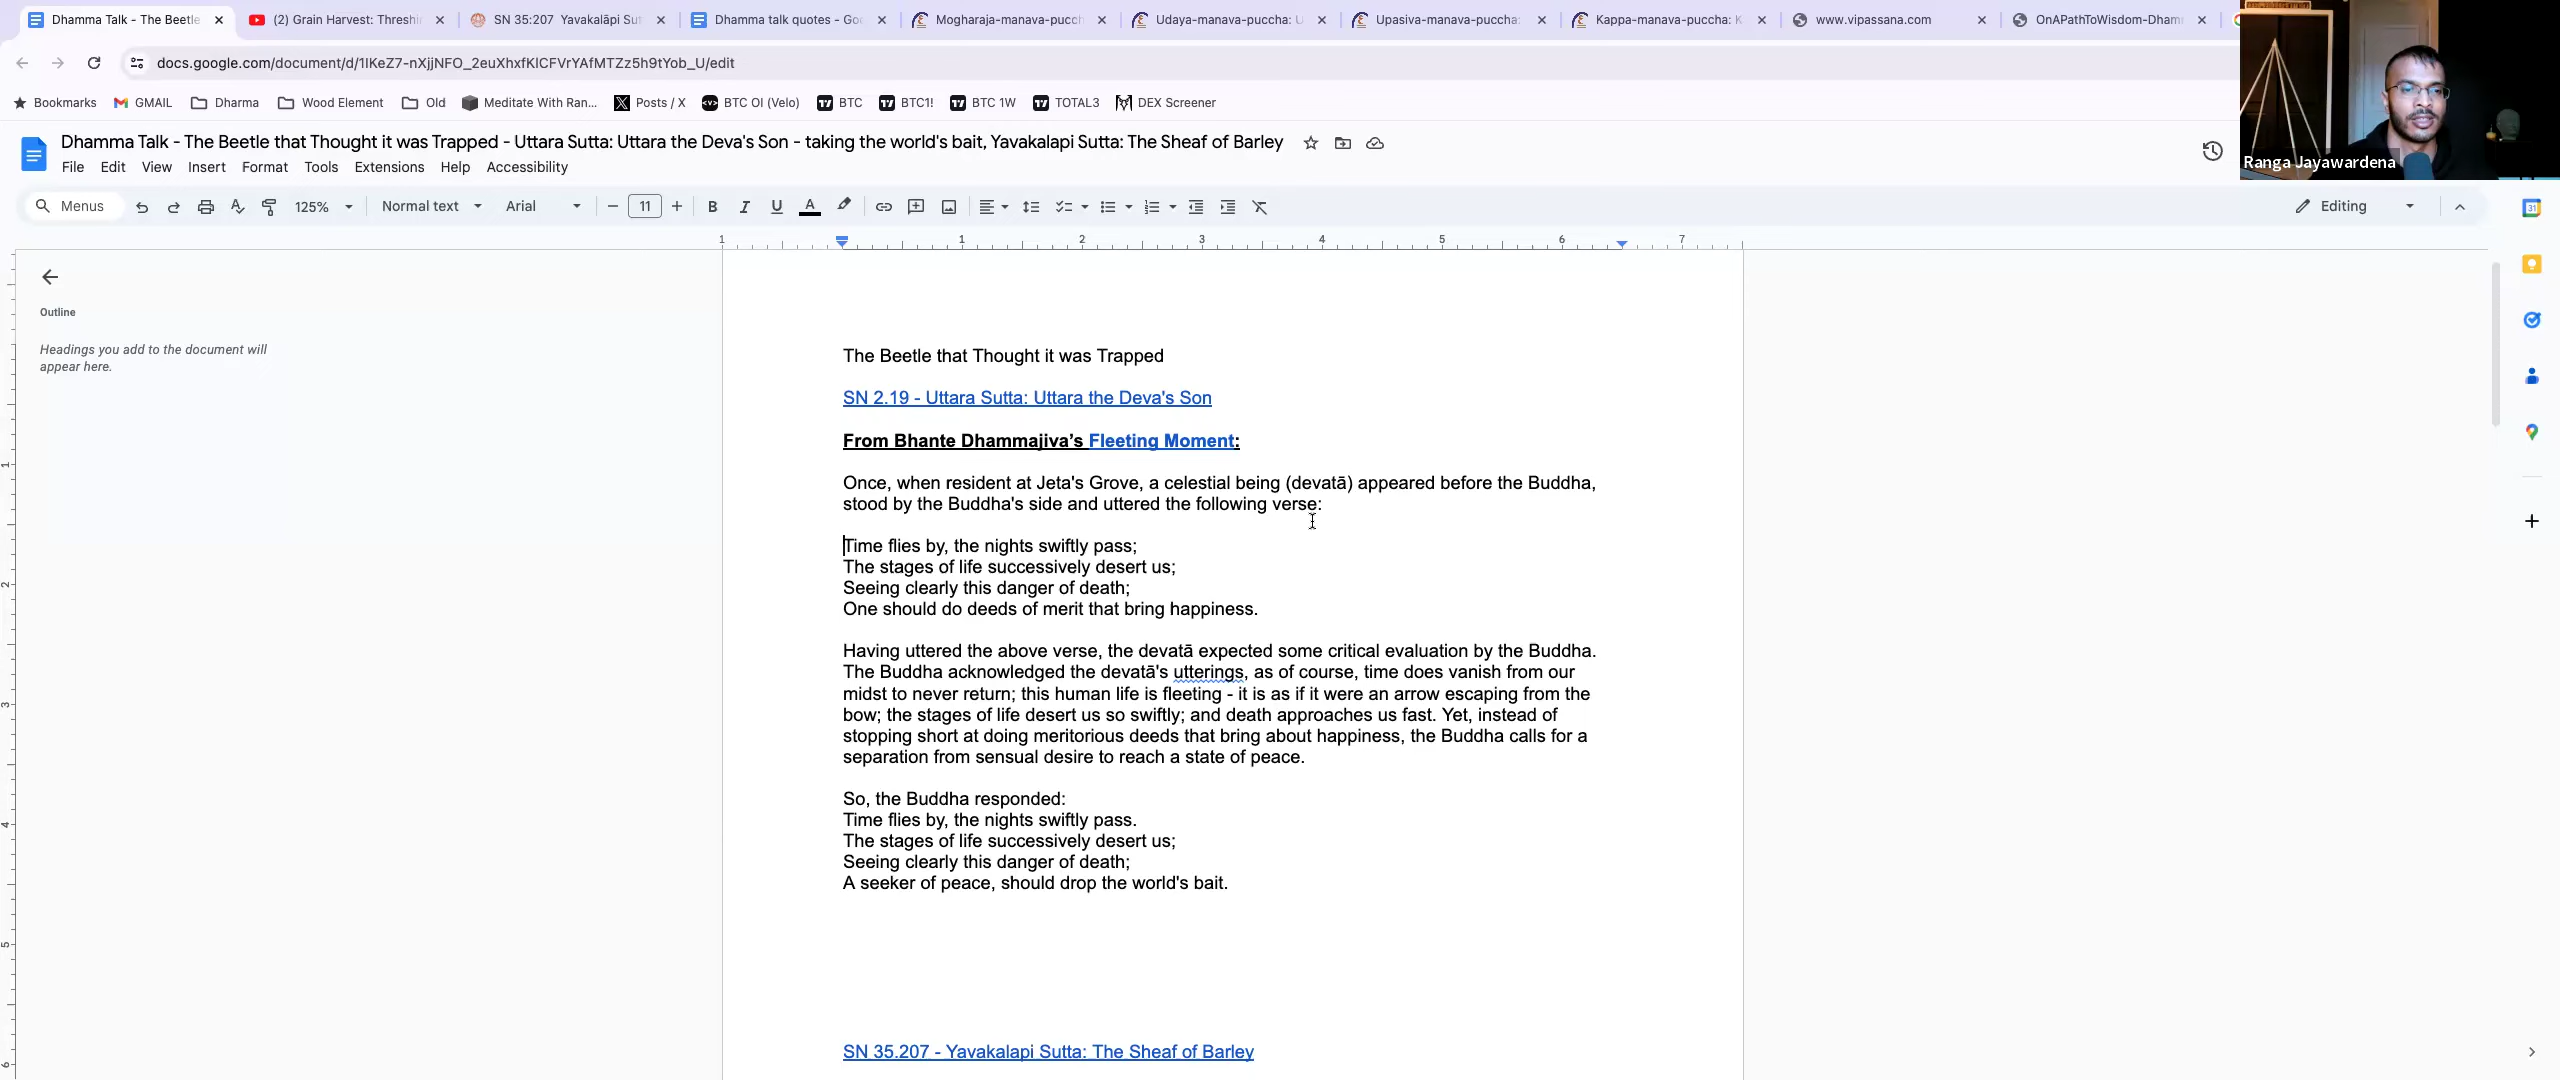 Dhamma Talk - The Beetle
(2) Grain Harvest: Threshi
SN 35:207 Yavakalāpi Sut
Dhamma talk quotes - Goo
Mogharaja-manava-pucch
Udaya-manava-puccha: U
Upasiva-manava-puccha:
Kappa-manava-puccha: K
www.vipassana.com
OnAPathToWisdom-Dham
docs.google.com/document/d/1IKeZ7-nXjjNFO_2euXhxfKICFVrYAfMTZz5h9tYob_U/edit
Bookmarks
GMAIL
Dharma
Wood Element
Old
Meditate With Ran...
Posts / X
BTC OI (Velo)
BTC
BTC1!
BTC 1W
TOTAL3
DEX Screener
Ranga Jayawardena
Dhamma Talk - The Beetle that Thought it was Trapped - Uttara Sutta: Uttara the Deva's Son - taking the world's bait, Yavakalapi Sutta: The Sheaf of Barley
File Edit View Insert Format Tools Extensions Help Accessibility
Menus
125%
Normal text
Arial
11
Editing
1 1 2 3 4 5 6 7
Outline
Headings you add to the document will
appear here.
The Beetle that Thought it was Trapped
SN 2.19 - Uttara Sutta: Uttara the Deva's Son
From Bhante Dhammajiva’s Fleeting Moment:
Once, when resident at Jeta's Grove, a celestial being (devatā) appeared before the Buddha,
stood by the Buddha's side and uttered the following verse:
Time flies by, the nights swiftly pass;
The stages of life successively desert us;
Seeing clearly this danger of death;
One should do deeds of merit that bring happiness.
Having uttered the above verse, the devatā expected some critical evaluation by the Buddha.
The Buddha acknowledged the devatā's utterings, as of course, time does vanish from our
midst to never return; this human life is fleeting - it is as if it were an arrow escaping from the
bow; the stages of life desert us so swiftly; and death approaches us fast. Yet, instead of
stopping short at doing meritorious deeds that bring about happiness, the Buddha calls for a
separation from sensual desire to reach a state of peace.
So, the Buddha responded:
Time flies by, the nights swiftly pass.
The stages of life successively desert us;
Seeing clearly this danger of death;
A seeker of peace, should drop the world's bait.
SN 35.207 - Yavakalapi Sutta: The Sheaf of Barley